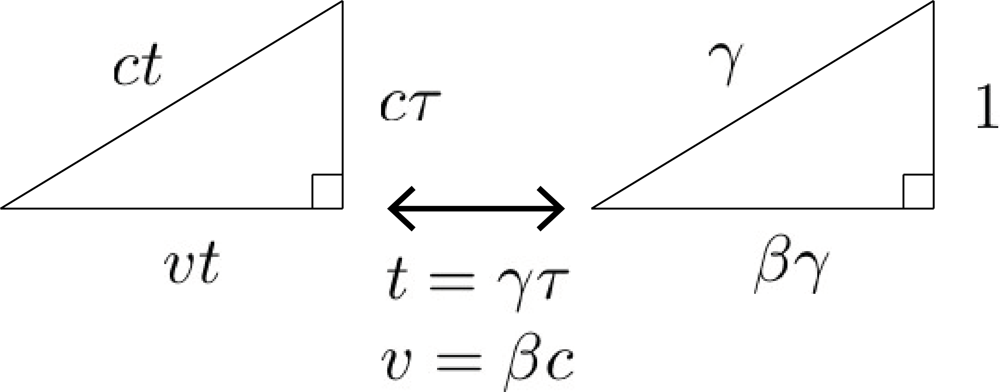 ct
cτ
vt
γ
1
βγ
t = γτ
v = βc